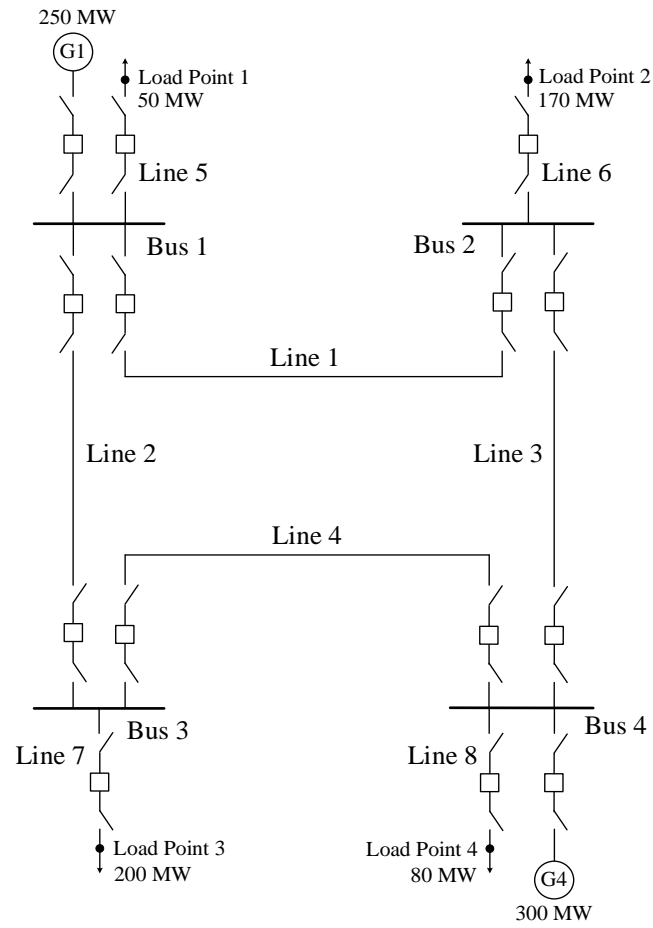 250 MW
G1
Load Point 1
50 MW
Load Point 2
170 MW
Line 5
Line 6
Bus 1
Bus 2
Line 1
Line 2
Line 3
Line 4
Bus 3
Bus 4
Line 7
Line 8
Load Point 3
200 MW
Load Point 4
80 MW
G4
300 MW